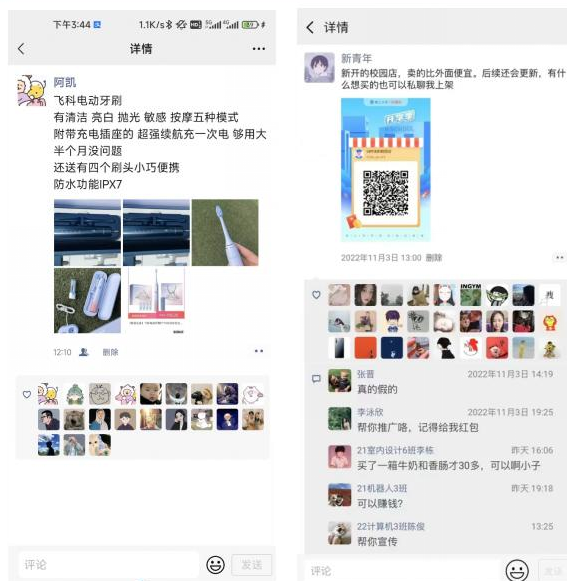 下午3:44
1.1K/s
详情
阿凯
飞科电动牙刷
有清洁 亮白 抛光 敏感 按摩五种模式
附带充电插座的 超强续航充一次电 够用大
半个月没问题
还送有四个刷头小巧便携
防水功能IPX7
12:10
删除
评论
发送
详情
新青年
新开的校园店，卖的比外面便宜。后续还会更新，有什
么想买的也可以私聊我上架
2022年11月3日 13:00 删除
INGYM
张晋 2022年11月3日 14:19
真的假的
李泳欣 2022年11月3日 19:25
帮你推广咯，记得给我红包
21室内设计6班李栋 昨天 16:06
买了一箱牛奶和香肠才30多，可以啊小子
21机器人3班 昨天 19:18
可以赚钱?
22计算机3班陈俊 13:25
帮你宣传
评论
发送